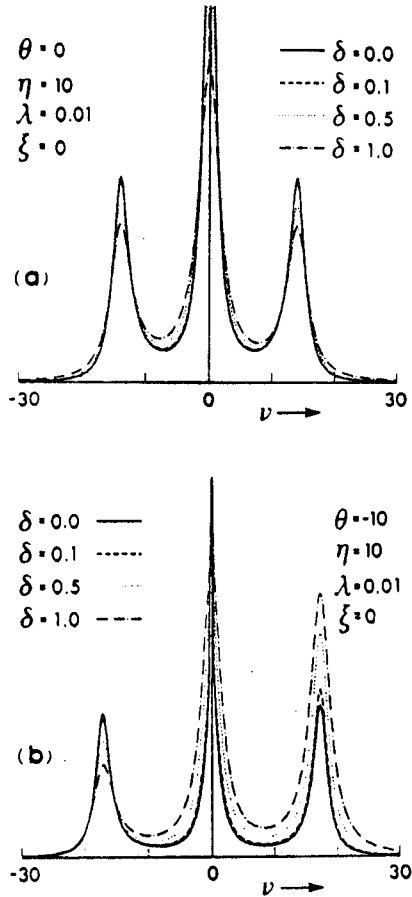 θ = 0
η = 10
λ = 0.01
ξ = 0
δ = 0.0
δ = 0.1
δ = 0.5
δ = 1.0
(a)
-30 0 30
ν
δ = 0.0
δ = 0.1
δ = 0.5
δ = 1.0
θ = -10
η = 10
λ = 0.01
ξ = 0
(b)
-30 0 30
ν